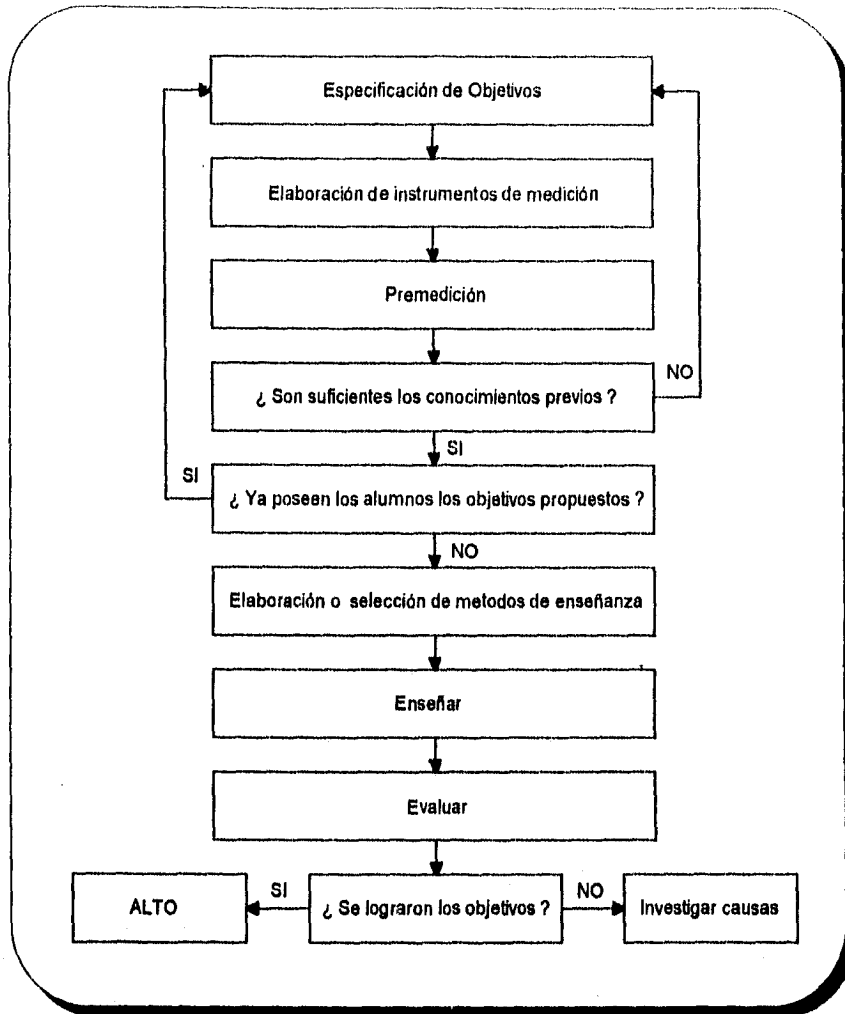 Especificación de Objetivos
Elaboración de instrumentos de medición
Premedición
¿ Son suficientes los conocimientos previos ?
NO
SI
SI
¿ Ya poseen los alumnos los objetivos propuestos ?
NO
Elaboración o selección de metodos de enseñanza
Enseñar
Evaluar
ALTO
SI
¿ Se lograron los objetivos ?
NO
Investigar causas